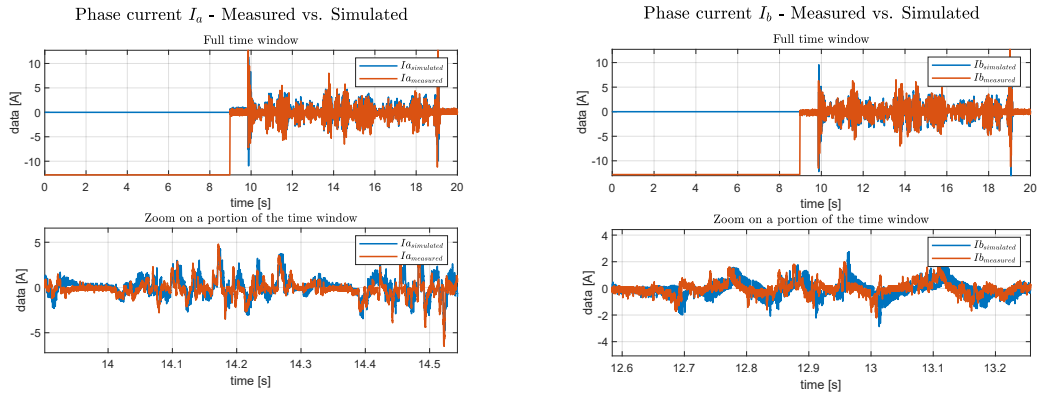 Phase current I_a - Measured vs. Simulated
Full time window
10
5
0
-5
-10
data [A]
Ia_simulated
Ia_measured
0 2 4 6 8 10 12 14 16 18 20
time [s]
Zoom on a portion of the time window
5
0
-5
data [A]
Ia_simulated
Ia_measured
14 14.1 14.2 14.3 14.4 14.5
time [s]
Phase current I_b - Measured vs. Simulated
Full time window
10
5
0
-5
-10
data [A]
Ib_simulated
Ib_measured
0 2 4 6 8 10 12 14 16 18 20
time [s]
Zoom on a portion of the time window
4
2
0
-2
-4
data [A]
Ib_simulated
Ib_measured
12.6 12.7 12.8 12.9 13 13.1 13.2
time [s]